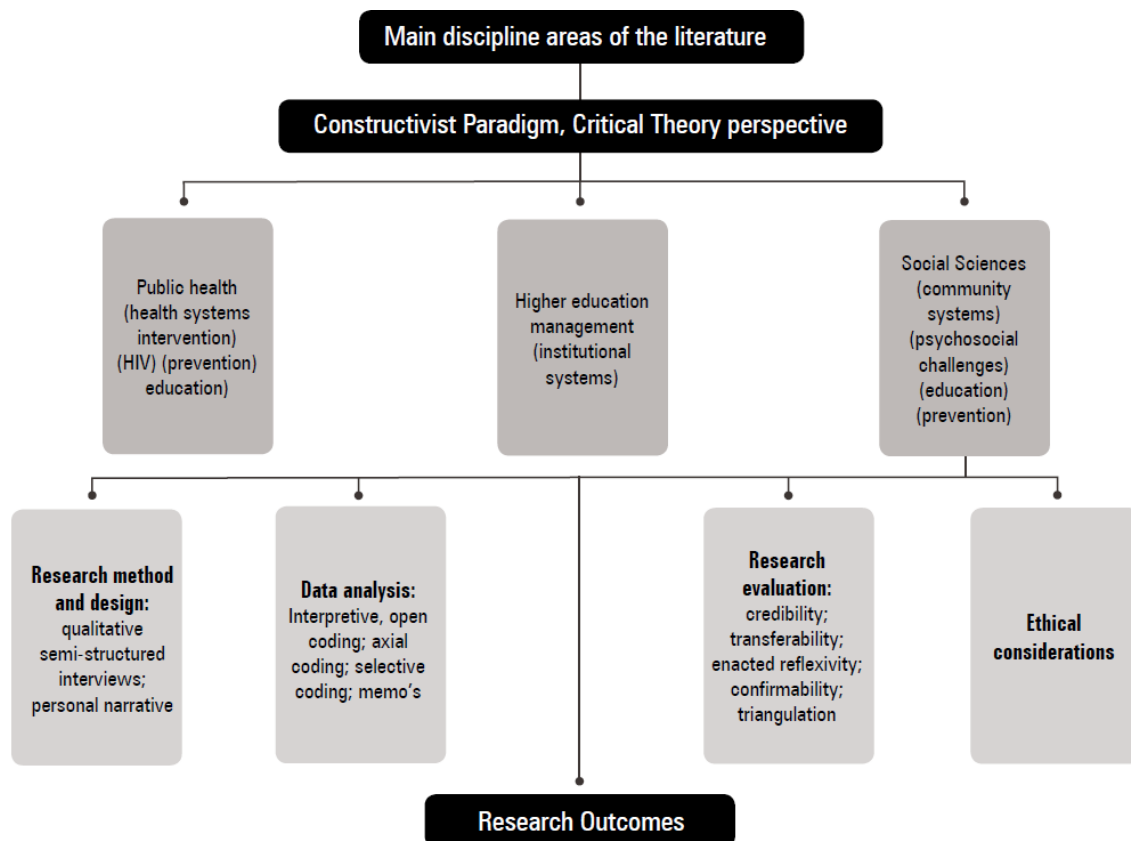 Main discipline areas of the literature
Constructivist Paradigm, Critical Theory perspective
Public health
(health systems
intervention)
(HIV) (prevention)
education)
Higher education
management
(institutional
systems)
Social Sciences
(community
systems)
(psychosocial
challenges)
(education)
(prevention)
Research method
and design:
qualitative
semi-structured
interviews;
personal narrative
Data analysis:
Interpretive, open
coding; axial
coding; selective
coding; memo's
Research
evaluation:
credibility;
transferability;
enacted reflexivity;
confirmability;
triangulation
Ethical
considerations
Research Outcomes